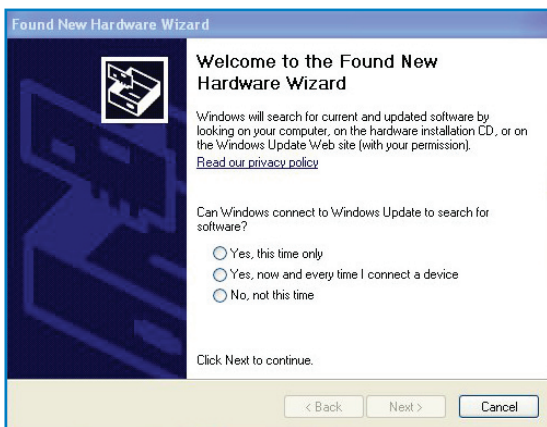 Found New Hardware Wizard
Welcome to the Found New
Hardware Wizard
Windows will search for current and updated software by
looking on your computer, on the hardware installation CD, or on
the Windows Update Web site (with your permission).
Read our privacy policy
Can Windows connect to Windows Update to search for
software?
Yes, this time only
Yes, now and every time I connect a device
No, not this time
Click Next to continue.
< Back Next > Cancel